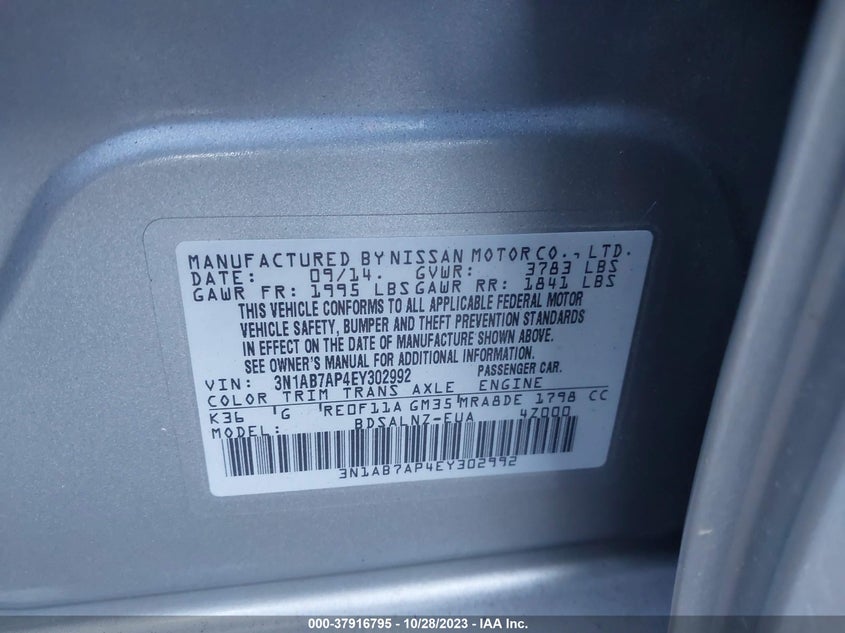 MANUFACTURED BY NISSAN MOTOR CO., LTD.
DATE: 09/14. GVWR: 3783 LBS
GAWR FR: 1995 LBS GAWR RR: 1841 LBS
THIS VEHICLE CONFORMS TO ALL APPLICABLE FEDERAL MOTOR
VEHICLE SAFETY, BUMPER AND THEFT PREVENTION STANDARDS
IN EFFECT ON THE DATE OF MANUFACTURE SHOWN ABOVE.
SEE OWNER'S MANUAL FOR ADDITIONAL INFORMATION.
VIN: 3N1AB7AP4EY302992 PASSENGER CAR.
COLOR TRIM TRANS AXLE ENGINE
K36 'G 'RE0F11A GM35'MRA8DE 1798 CC
MODEL: BDSALNZ-EUA 4Z000
3N1AB7AP4EY302992
000-37916795 - 10/28/2023 - IAA Inc.